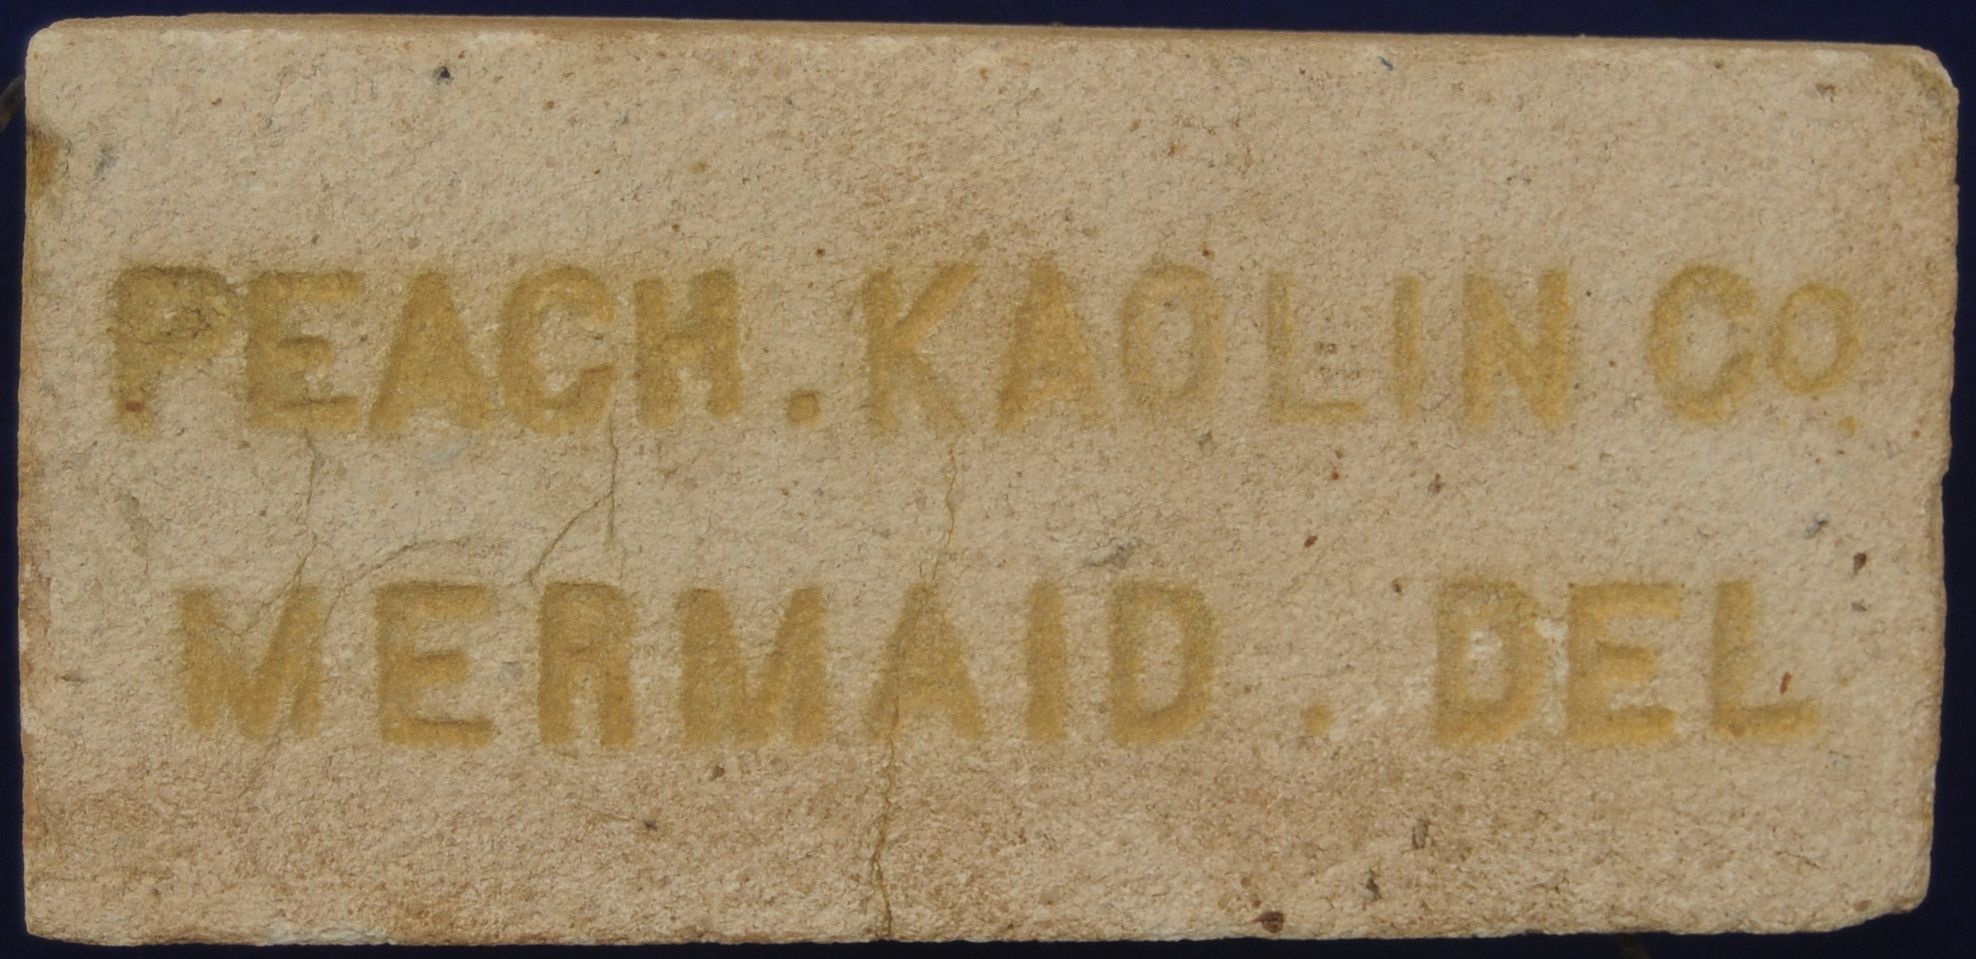 PEACH. KAOLIN Co.
MERMAID. DEL